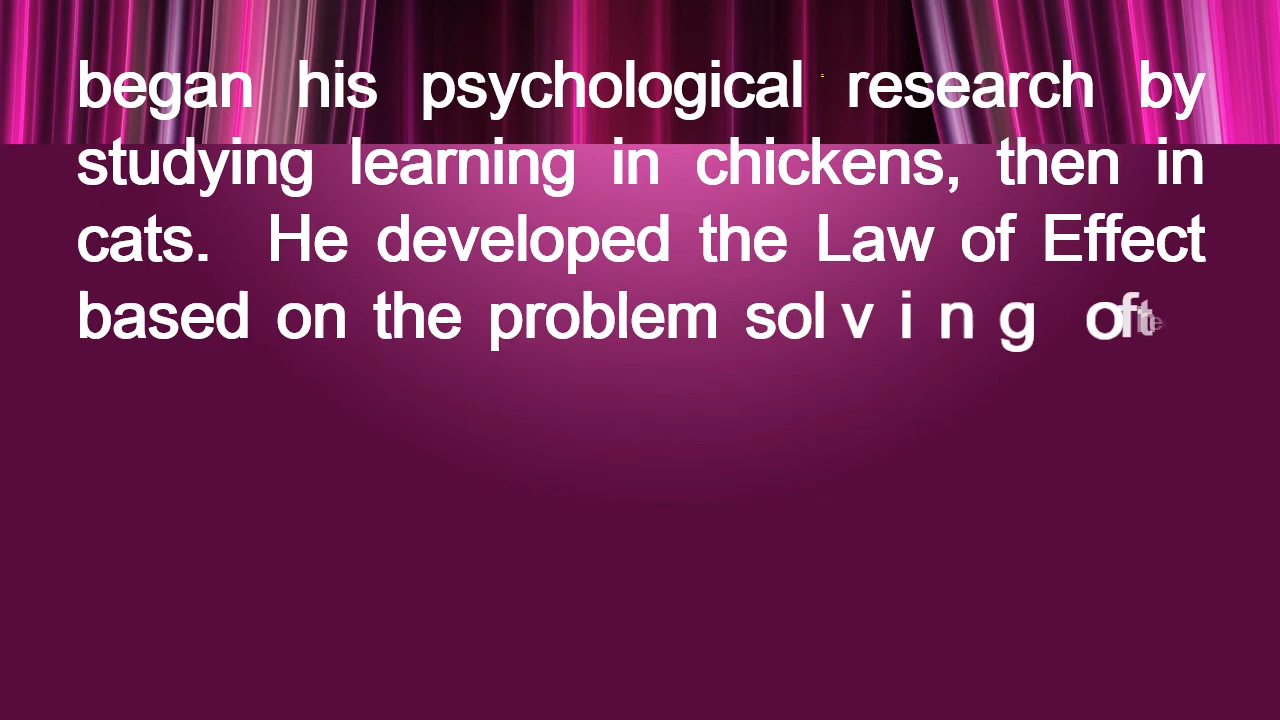 began his psychological research by
studying learning in chickens, then in
cats. He developed the Law of Effect
based on the problem solving of